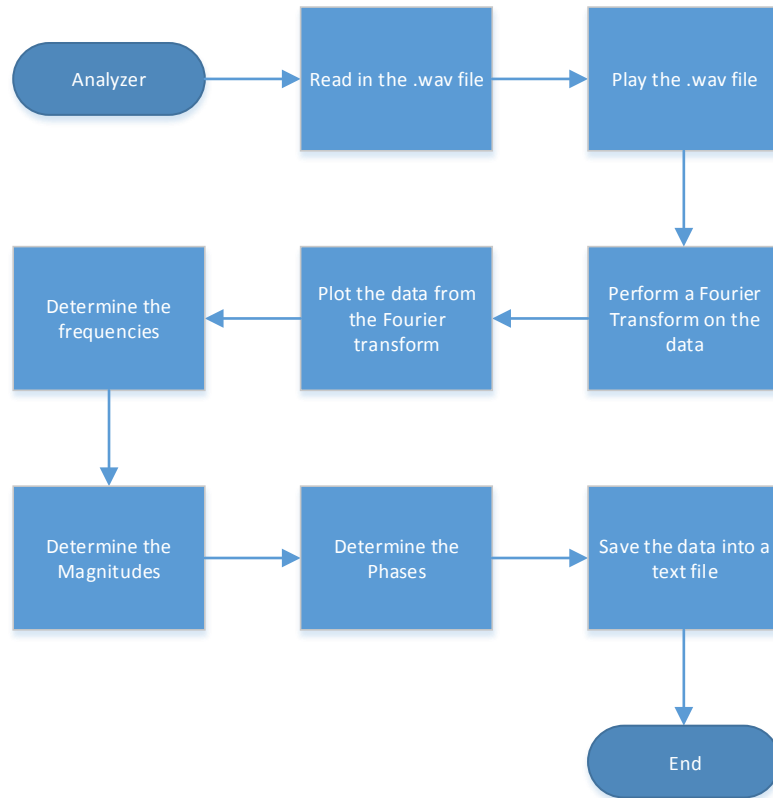 Analyzer
Read in the .wav file
Play the .wav file
Perform a Fourier
Transform on the
data
Plot the data from
the Fourier
transform
Determine the
frequencies
Determine the
Magnitudes
Determine the
Phases
Save the data into a
text file
End